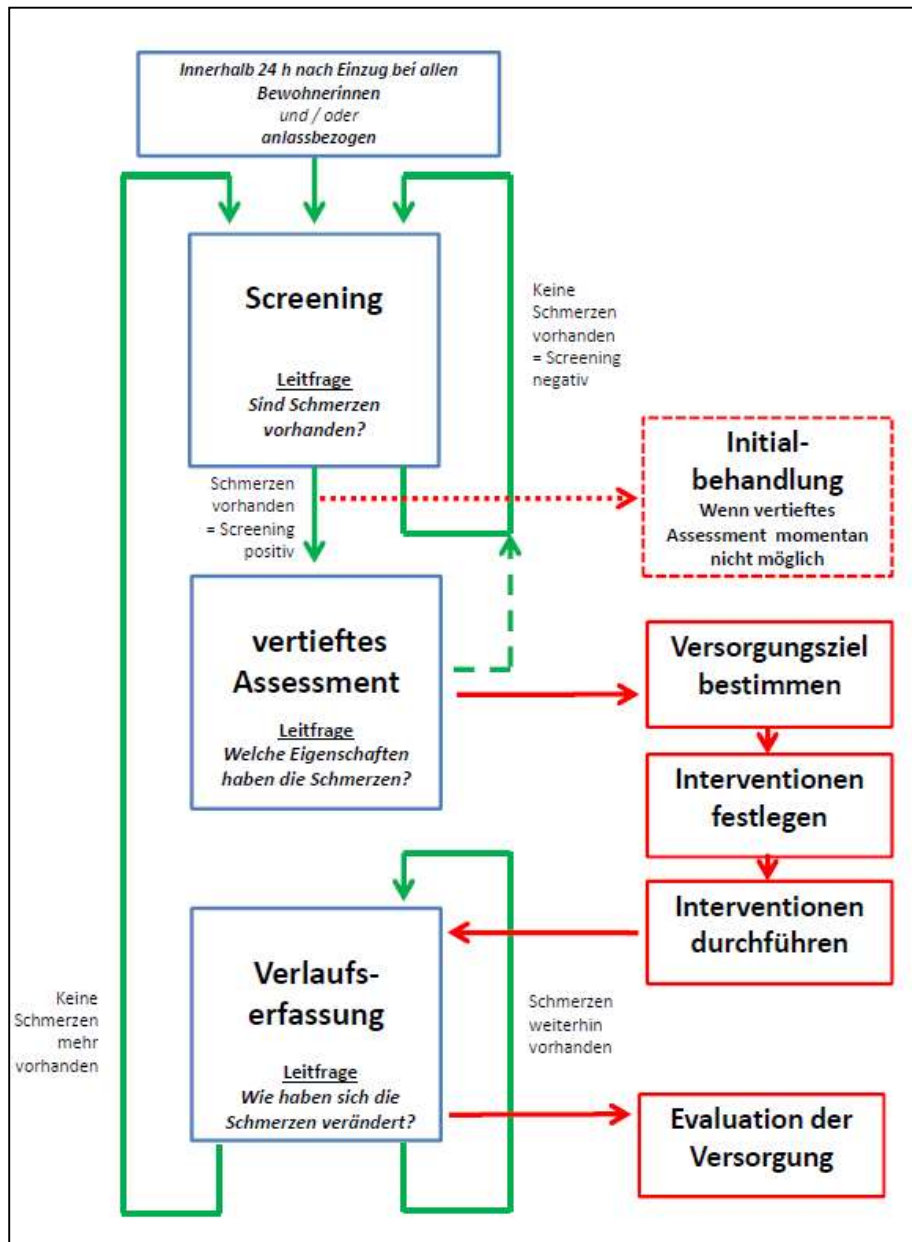 Innerhalb 24 h nach Einzug bei allen
Bewohnerinnen
und / oder
anlassbezogen
Screening
Leitfrage
Sind Schmerzen
vorhanden?
Keine
Schmerzen
vorhanden
= Screening
negativ
Schmerzen
vorhanden
= Screening
positiv
Initial-
behandlung
Wenn vertieftes
Assessment momentan
nicht möglich
vertieftes
Assessment
Leitfrage
Welche Eigenschaften
haben die Schmerzen?
Versorgungsziel
bestimmen
Interventionen
festlegen
Interventionen
durchführen
Verlaufs-
erfassung
Leitfrage
Wie haben sich die
Schmerzen verändert?
Keine
Schmerzen
mehr
vorhanden
Schmerzen
weiterhin
vorhanden
Evaluation der
Versorgung